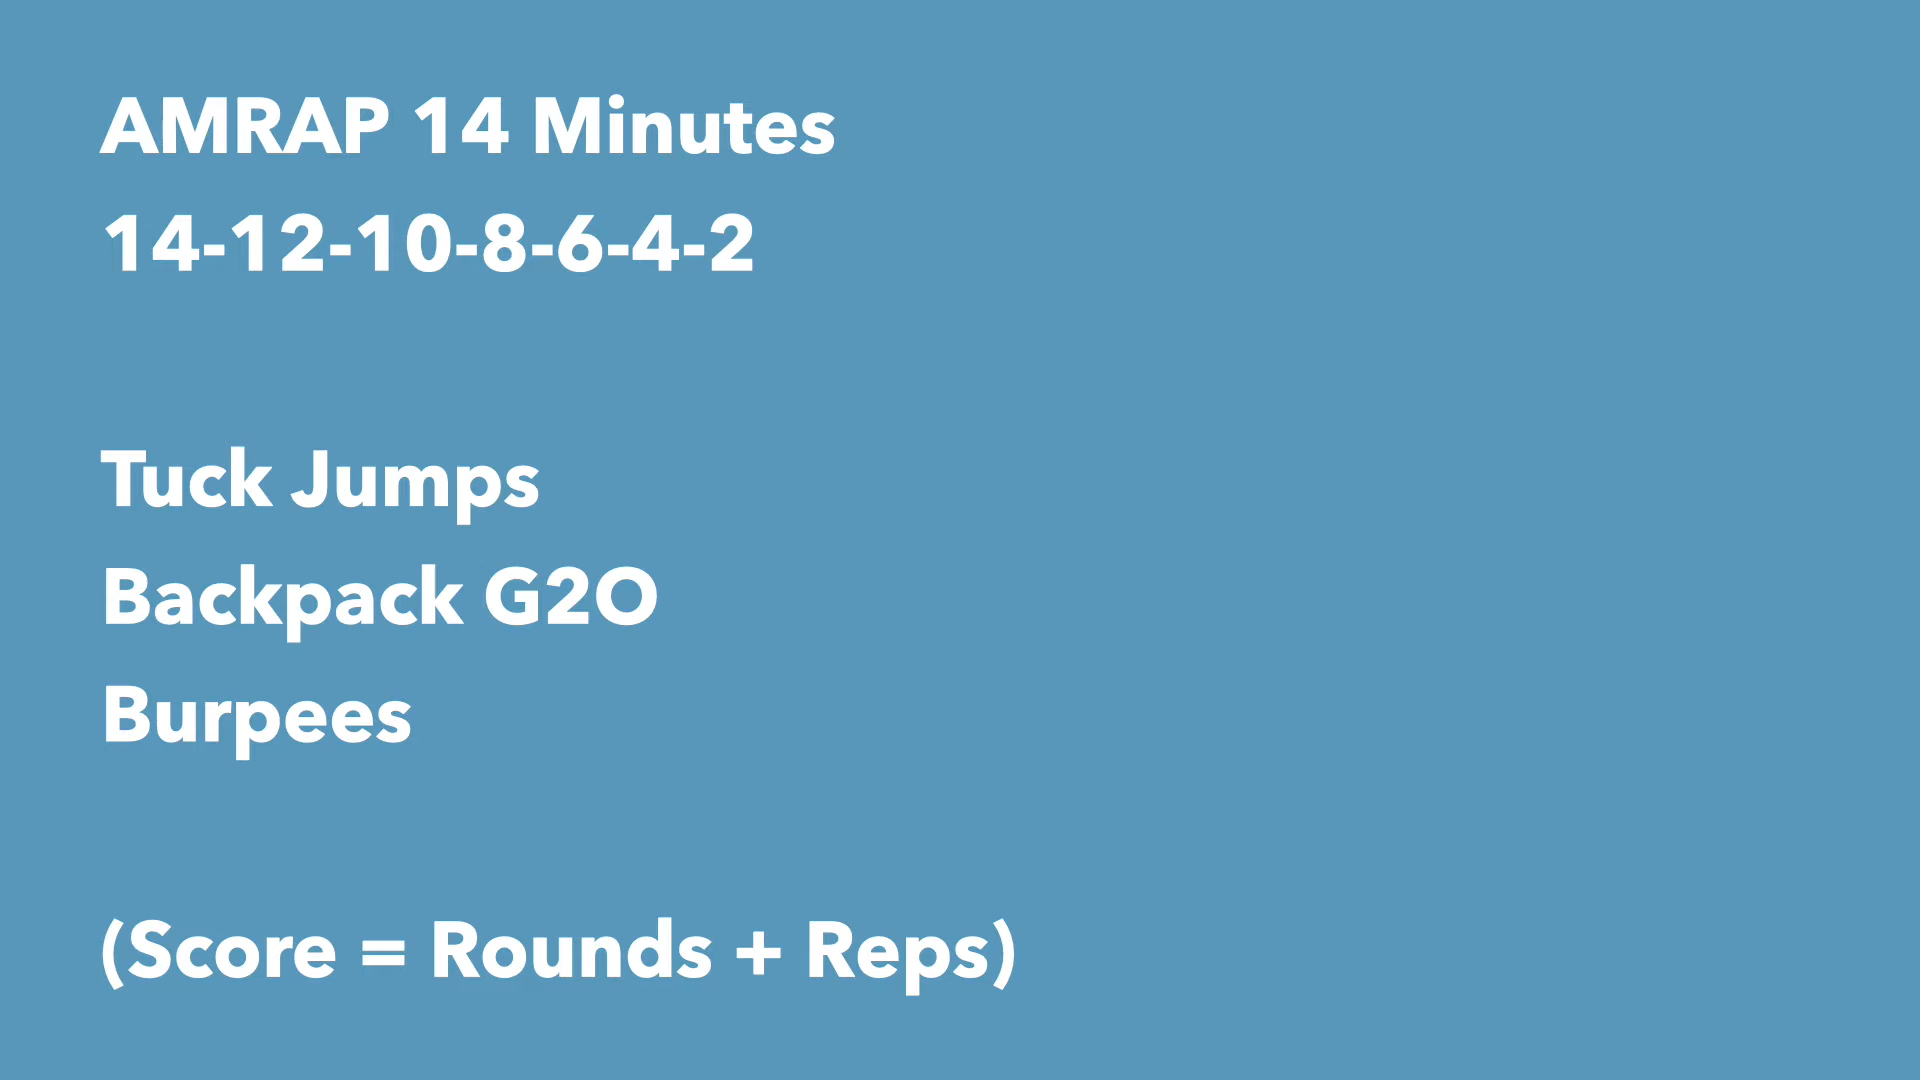 AMRAP 14 Minutes
14-12-10-8-6-4-2
Tuck Jumps
Backpack G2O
Burpees
(Score = Rounds + Reps)